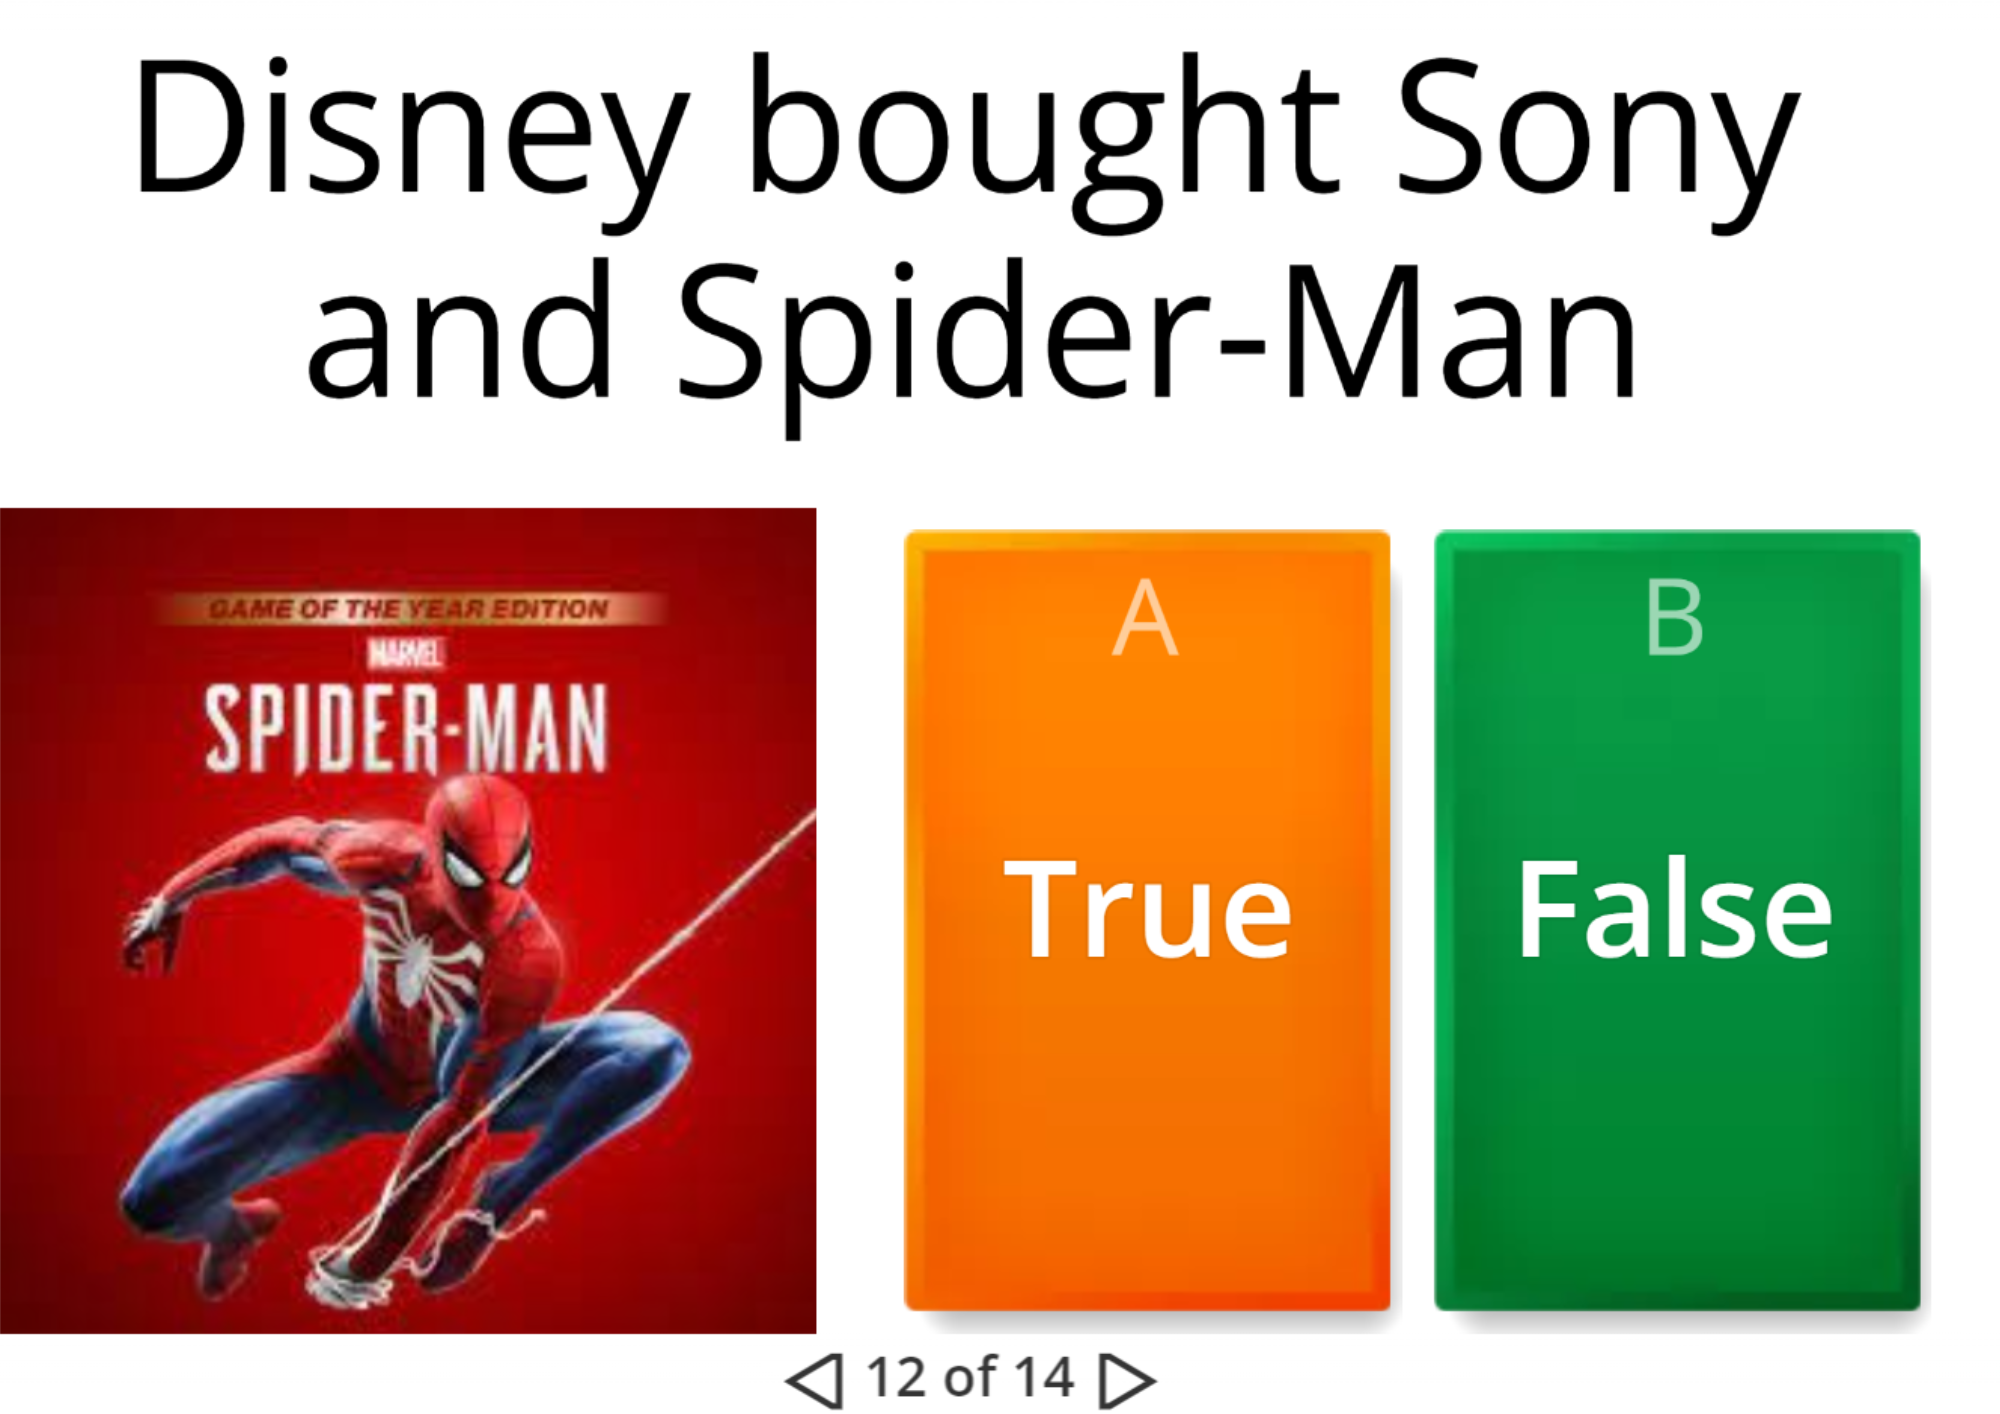 Disney bought Sony
and Spider-Man
GAME OF THE YEAR EDITION
MARVEL
SPIDER-MAN
A
True
B
False
12 of 14